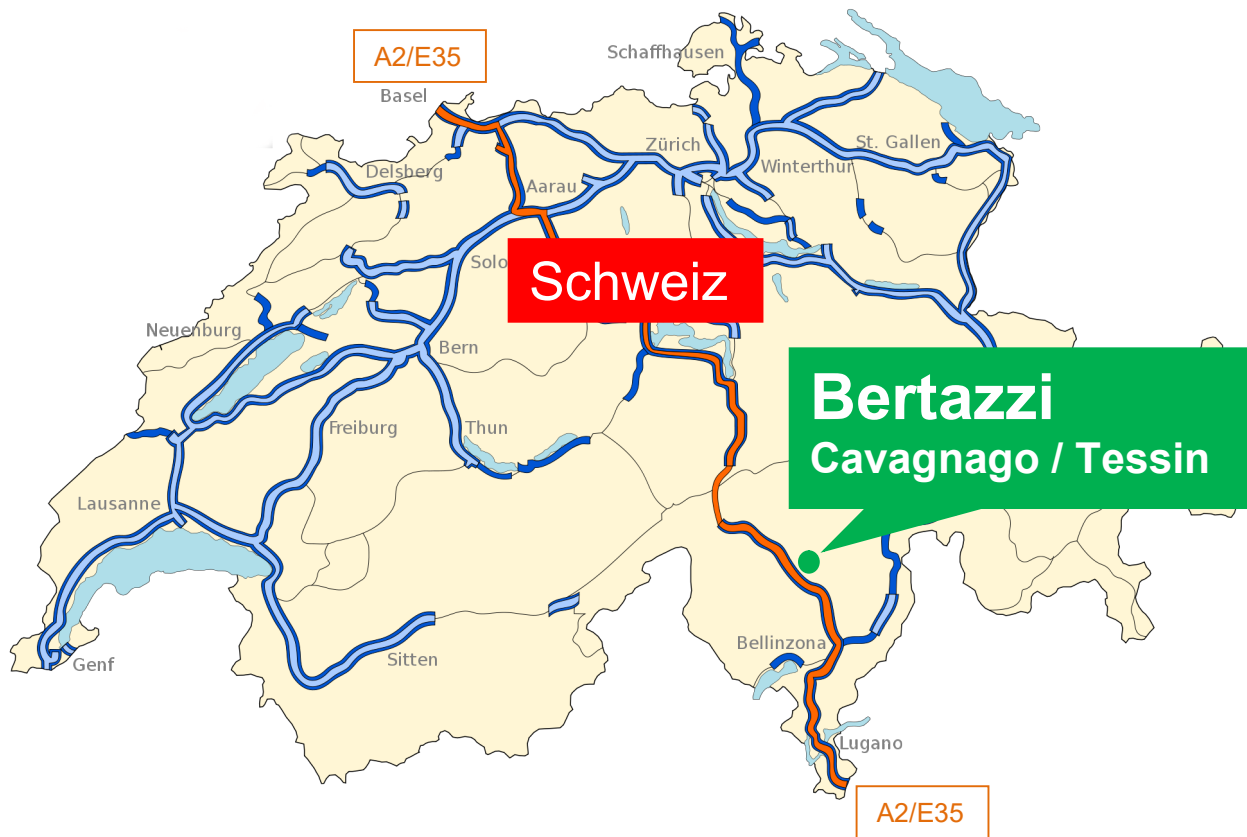 A2/E35
Schaffhausen
Basel
Zürich
St. Gallen
Winterthur
Delsberg
Aarau
Solo
Schweiz
Neuenburg
Bern
Bertazzi
Cavagnago / Tessin
Freiburg
Thun
Lausanne
Bellinzona
Sitten
Genf
Lugano
A2/E35